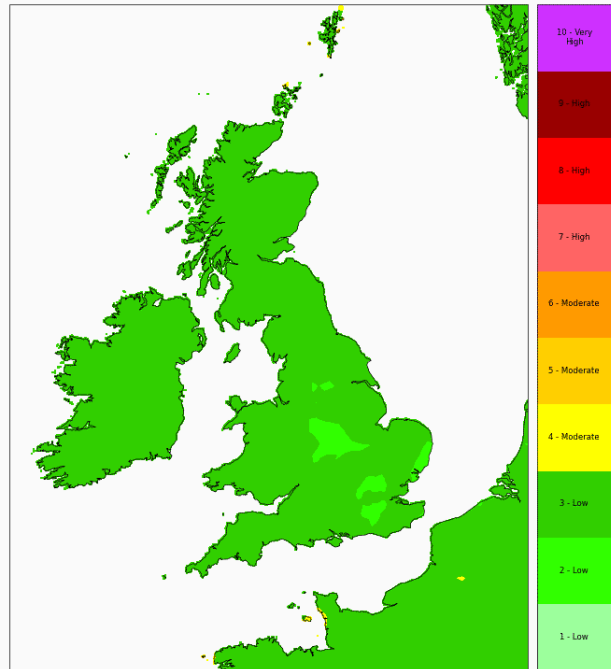 10 - Very
High
9 - High
8 - High
7 - High
6 - Moderate
5 - Moderate
4 - Moderate
3 - Low
2 - Low
1 - Low